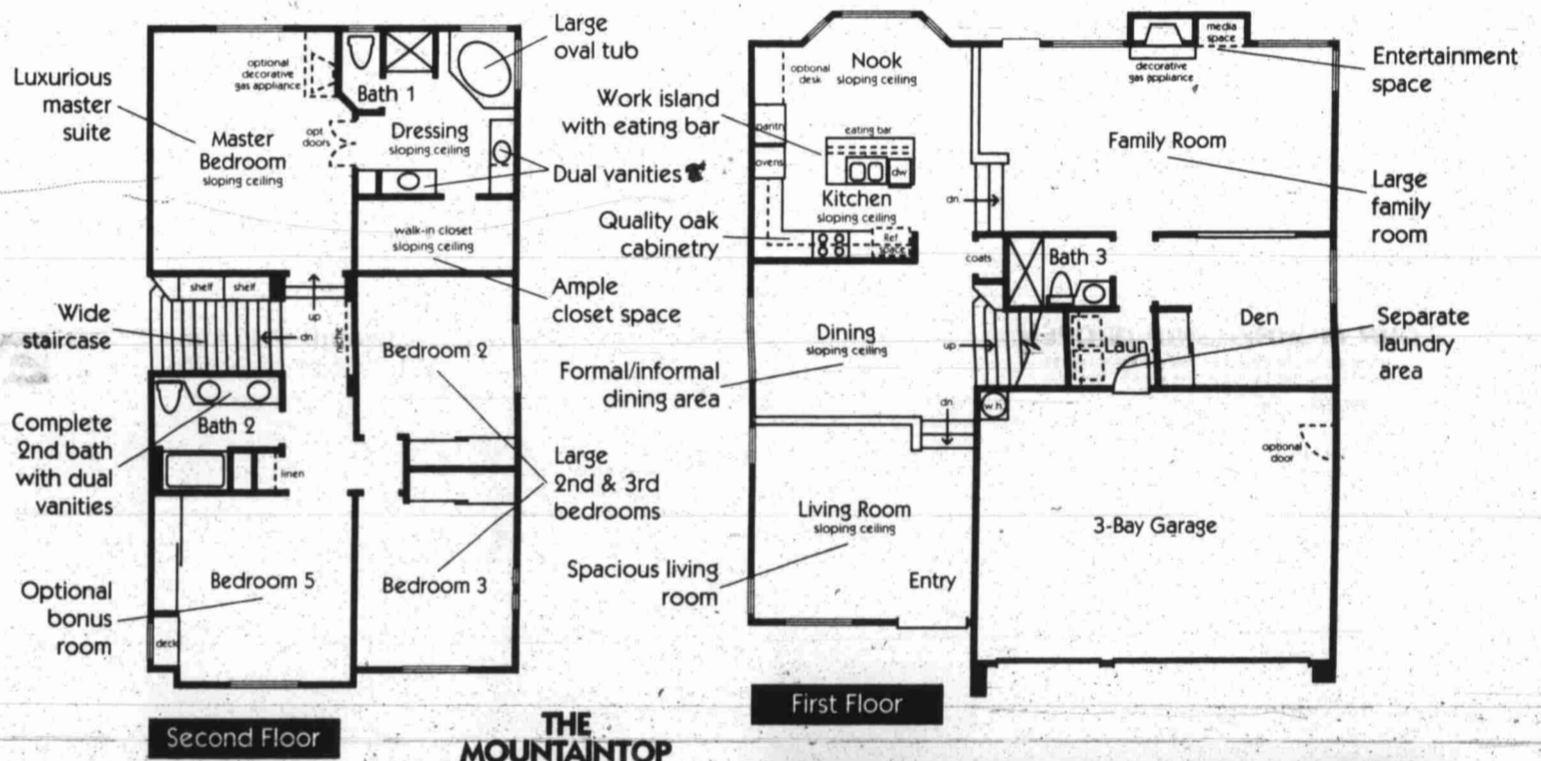 Luxurious
master
suite
Wide
staircase
Complete
2nd bath
with dual
vanities
Optional
bonus
room
optional
decorative
gas appliance
Bath 1
Master
Bedroom
sloping ceiling
opt
doors
Dressing
sloping ceiling
walk-in closet
sloping ceiling
shelf
shelf
up
dn
niche
Bedroom 2
Bath 2
linen
Bedroom 5
Bedroom 3
deck
Large
oval tub
Dual vanities
Ample
closet space
Large
2nd & 3rd
bedrooms
Second Floor
THE
MOUNTAINTOP
Work island
with eating bar
Quality oak
cabinetry
Formal/informal
dining area
Spacious living
room
optional
desk
Nook
sloping ceiling
pantry
ovens
eating bar
dw
Kitchen
sloping ceiling
Ref
space
media
space
decorative
gas appliance
Family Room
dn
coats
Bath 3
Dining
sloping ceiling
up
Laun
Den
dn
w.h.
optional
door
Living Room
sloping ceiling
Entry
3-Bay Garage
Entertainment
space
Large
family
room
Separate
laundry
area
First Floor